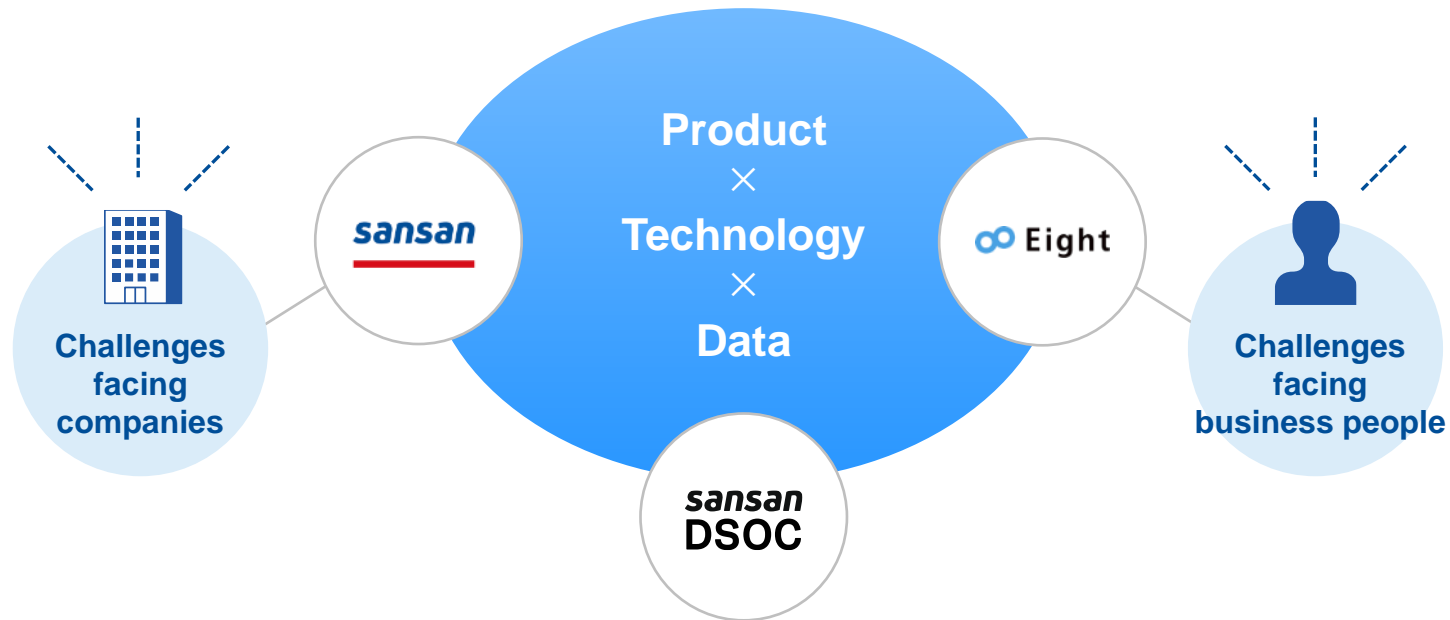 Product
×
Technology
×
Data
sansan
Eight
Challenges
facing
companies
Challenges
facing
business people
sansan
DSOC